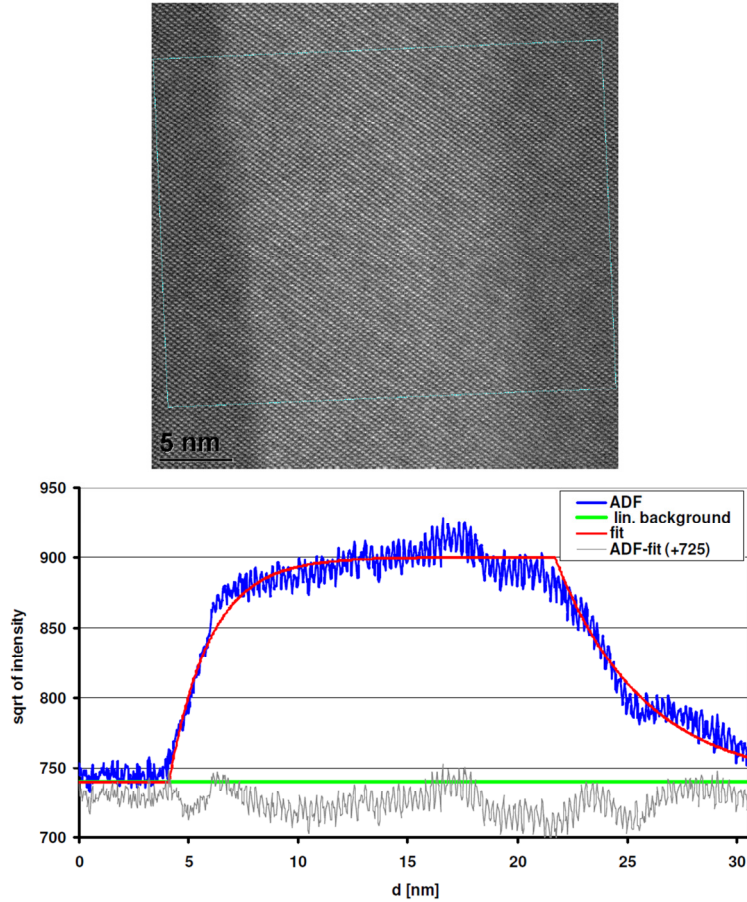 5 nm
950
900
850
800
750
700
sqrt of intensity
ADF
lin. background
fit
ADF-fit (+725)
0 5 10 15 20 25 30
d [nm]